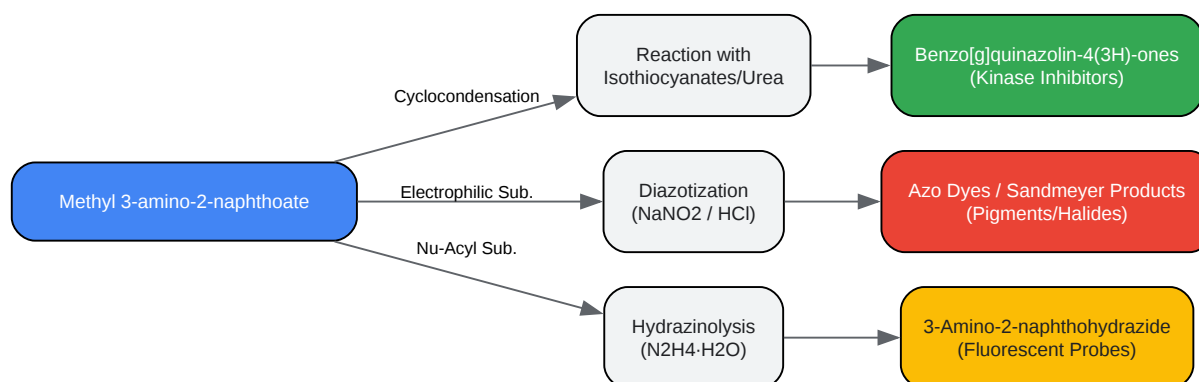 Methyl 3-amino-2-naphthoate
Cyclocondensation
Electrophilic Sub.
Nu-Acyl Sub.
Reaction with
Isothiocyanates/Urea
Benzo[g]quinazolin-4(3H)-ones
(Kinase Inhibitors)
Diazotization
(NaNO2 / HCl)
Azo Dyes / Sandmeyer Products
(Pigments/Halides)
Hydrazinolysis
(N2H4·H2O)
3-Amino-2-naphthohydrazide
(Fluorescent Probes)